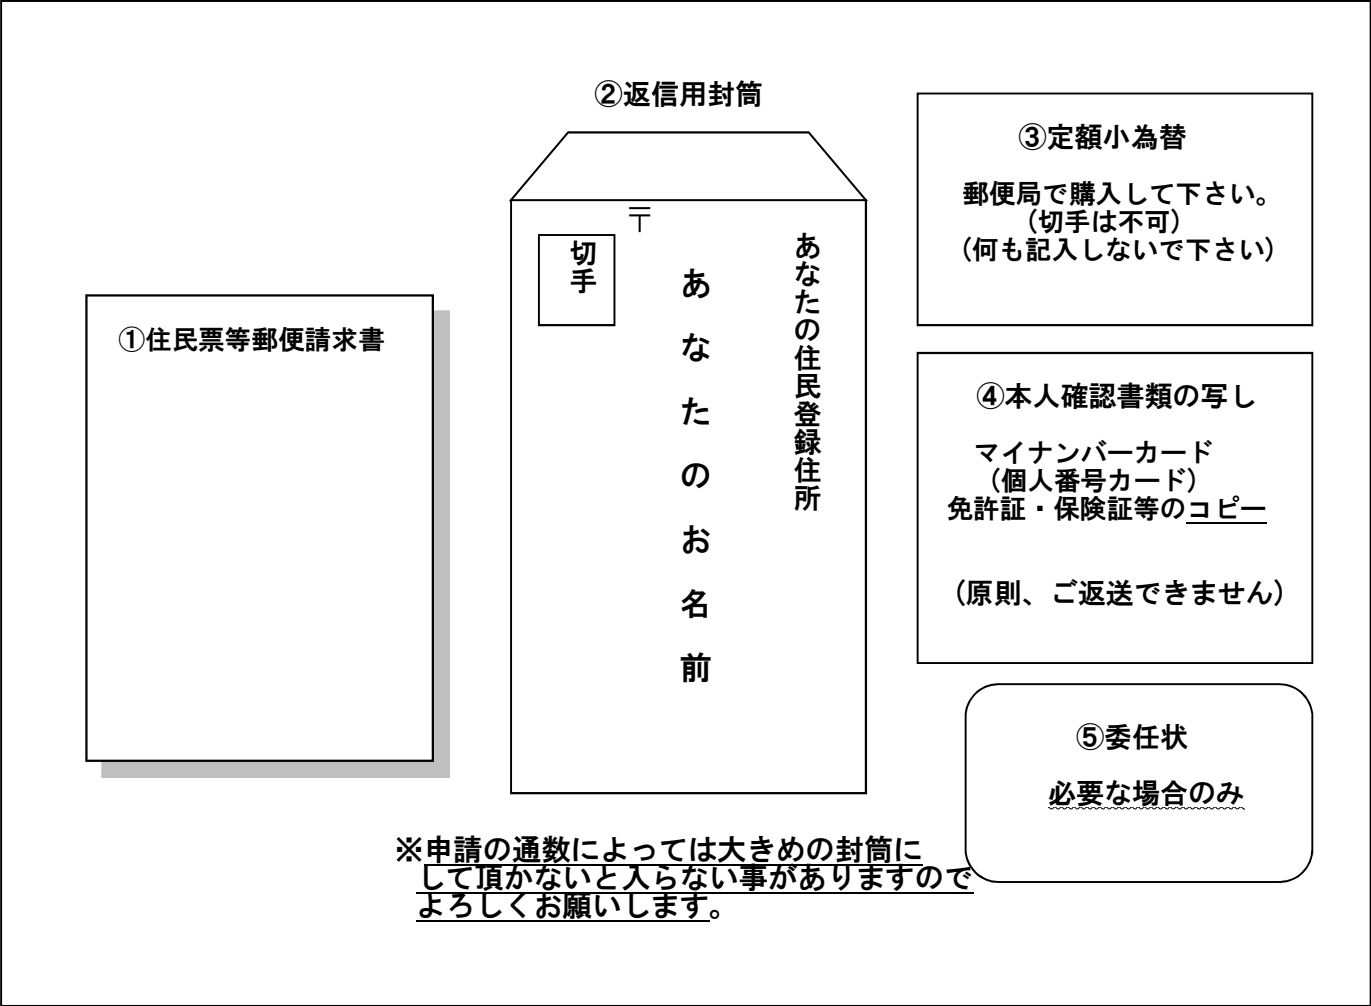 ①住民票等郵便請求書
②返信用封筒
〒
切手
あなたの住民登録住所
あなたのお名前
③定額小為替
郵便局で購入して下さい。
（切手は不可）
（何も記入しないで下さい）
④本人確認書類の写し
マイナンバーカード
（個人番号カード）
免許証・保険証等のコピー
（原則、ご返送できません）
⑤委任状
必要な場合のみ
※申請の通数によっては大きめの封筒に
して頂かないと入らない事がありますので
よろしくお願いします。